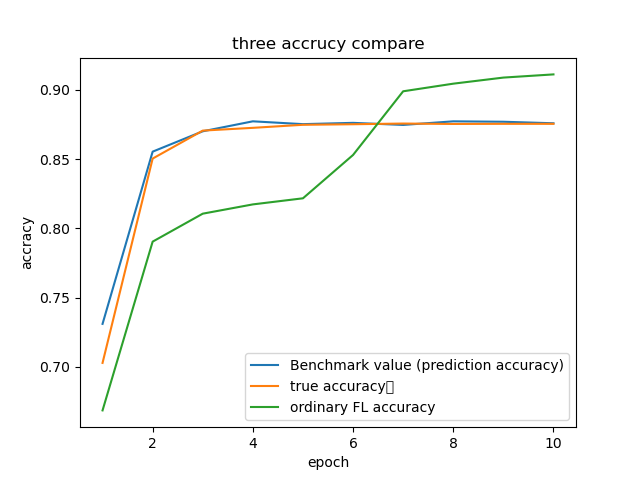 three accrucy compare
0.90
0.85
0.80
0.75
0.70
accracy
2
4
6
8
10
epoch
Benchmark value (prediction accuracy)
true accuracy
ordinary FL accuracy